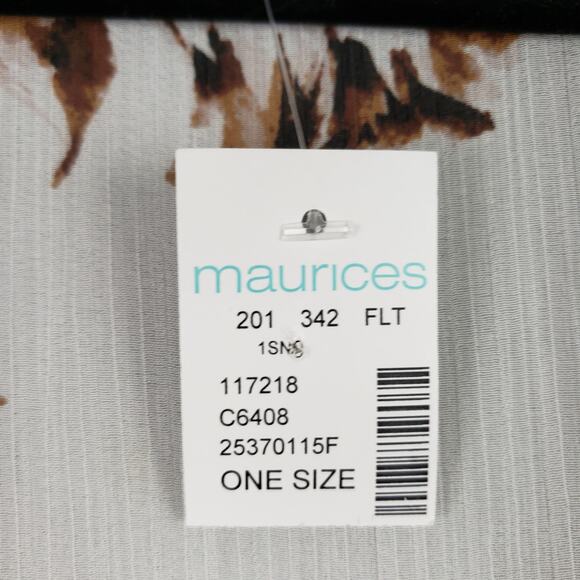 maurices
201 342 FLT
117218
C6408
25370115F
ONE SIZE